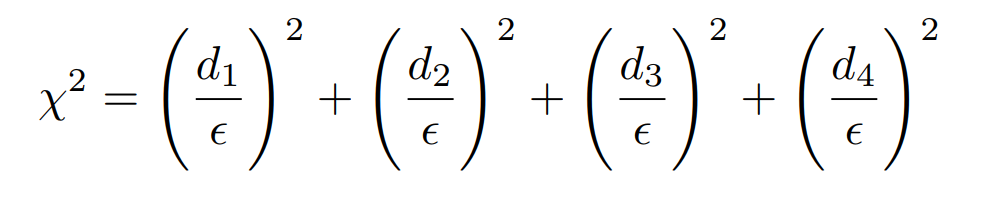 χ² = (d₁/ϵ)² + (d₂/ϵ)² + (d₃/ϵ)² + (d₄/ϵ)²